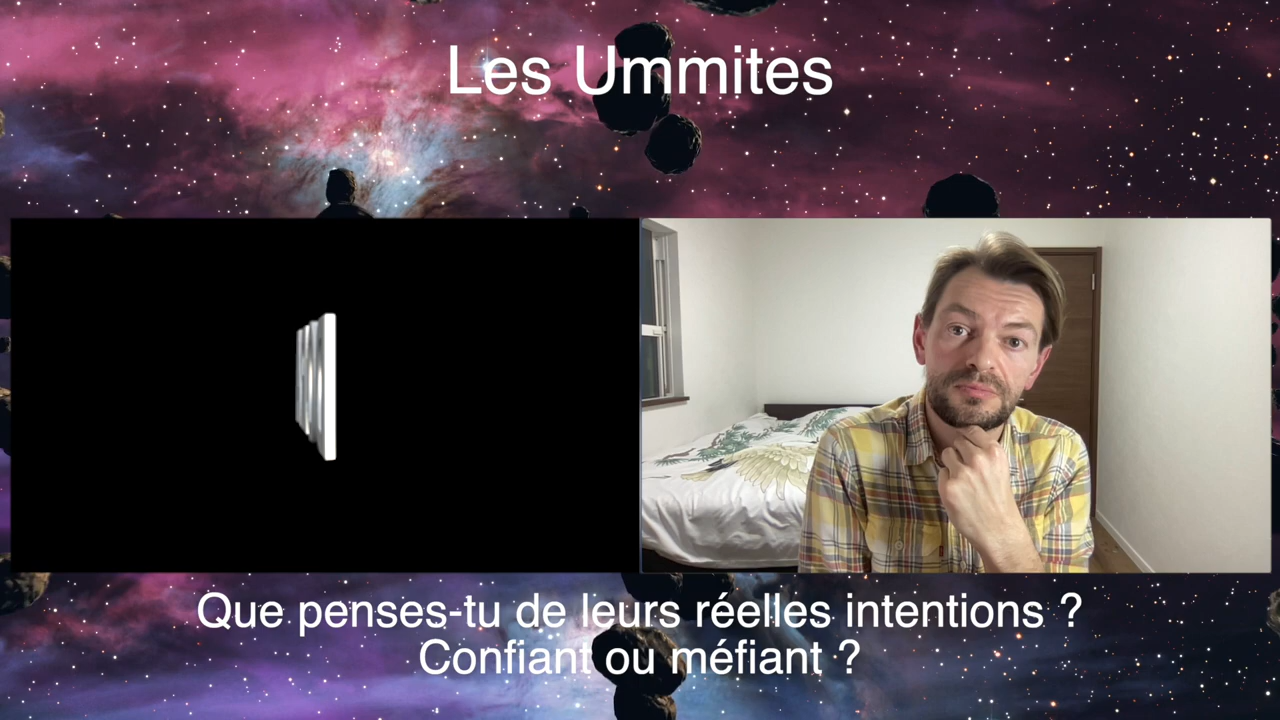 Les Ummites
Que penses-tu de leurs réelles intentions ?
Confiant ou méfiant ?